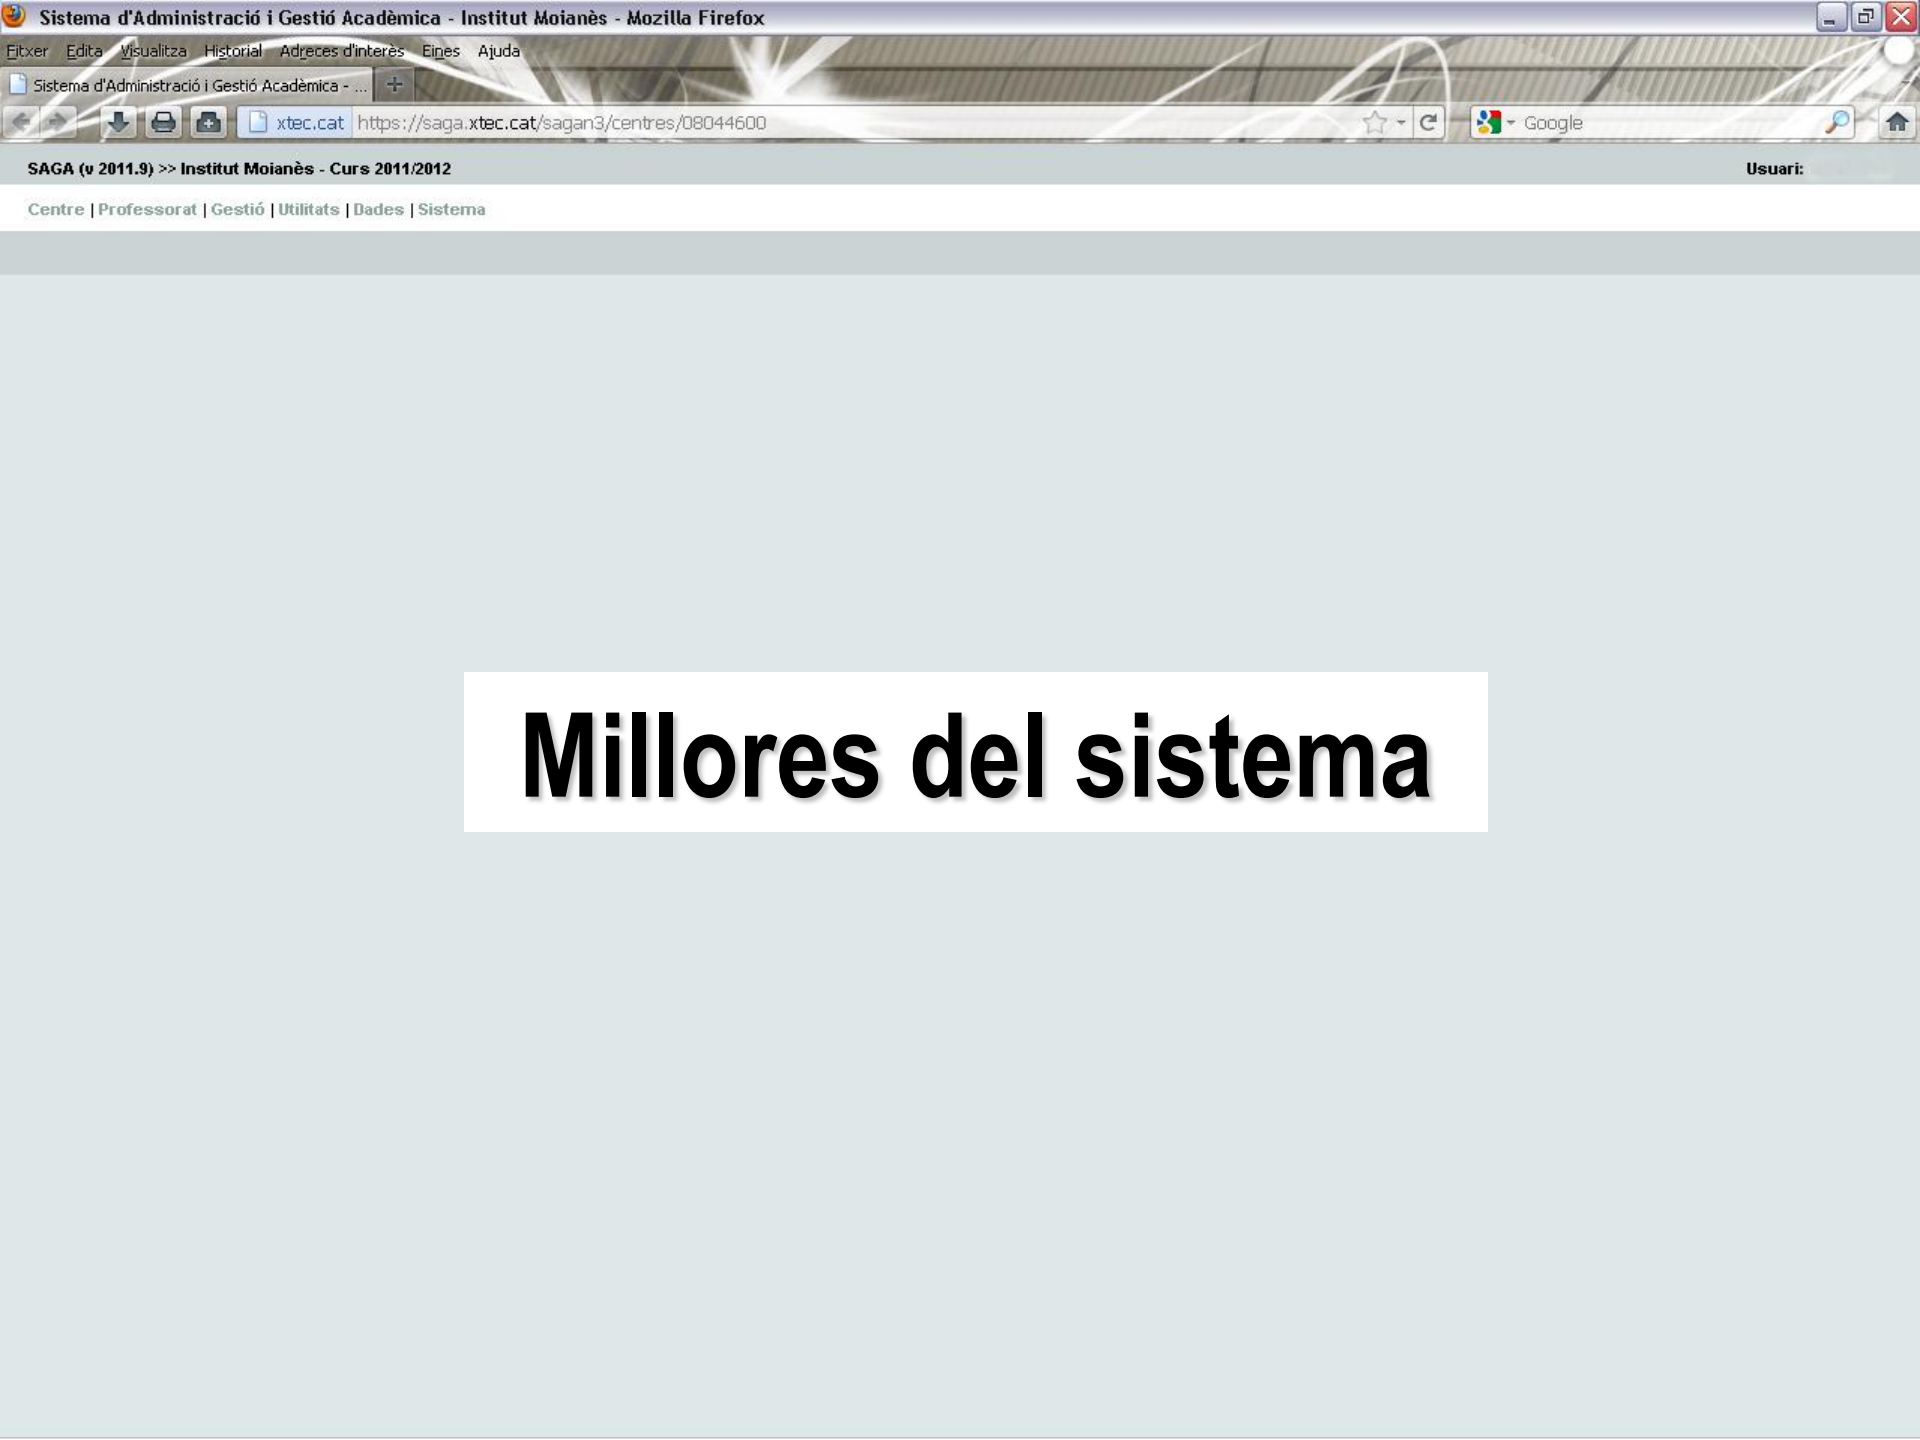 Sistema d'Administració i Gestió Acadèmica - Institut Moianès - Mozilla Firefox
Fitxer Edita Visualitza Historial Adreces d'interès Eines Ajuda
Sistema d'Administració i Gestió Acadèmica - ...
xtec.cat https://saga.xtec.cat/sagan3/centres/08044600 Google
SAGA (v 2011.9) >> Institut Moianès - Curs 2011/2012 Usuari:
Centre | Professorat | Gestió | Utilitats | Dades | Sistema
Millores del sistema